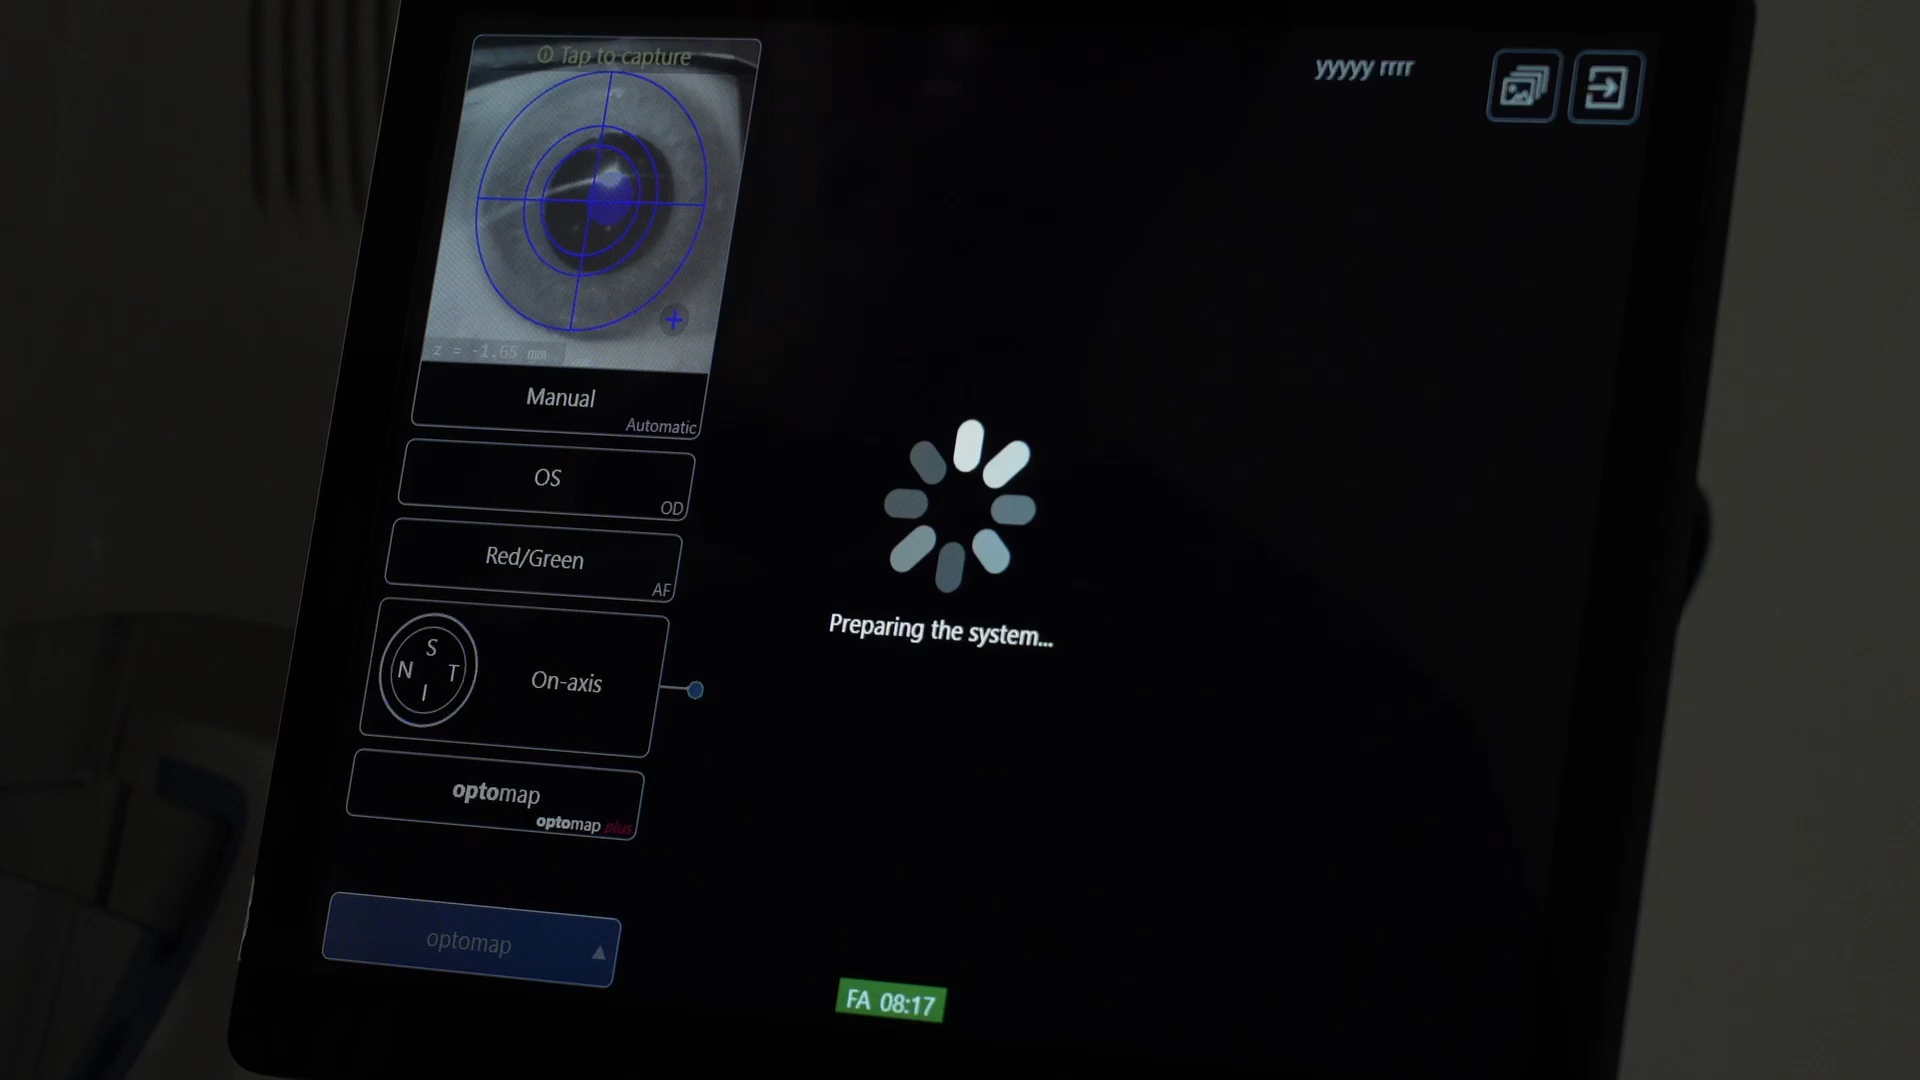 Tap to capture
yyyyy rrrr
z = -1.65 mm
Manual
Automatic
OS
OD
Red/Green
AF
S
N T
I
On-axis
Preparing the system...
optomap
optomap plus
optomap
FA 08:17